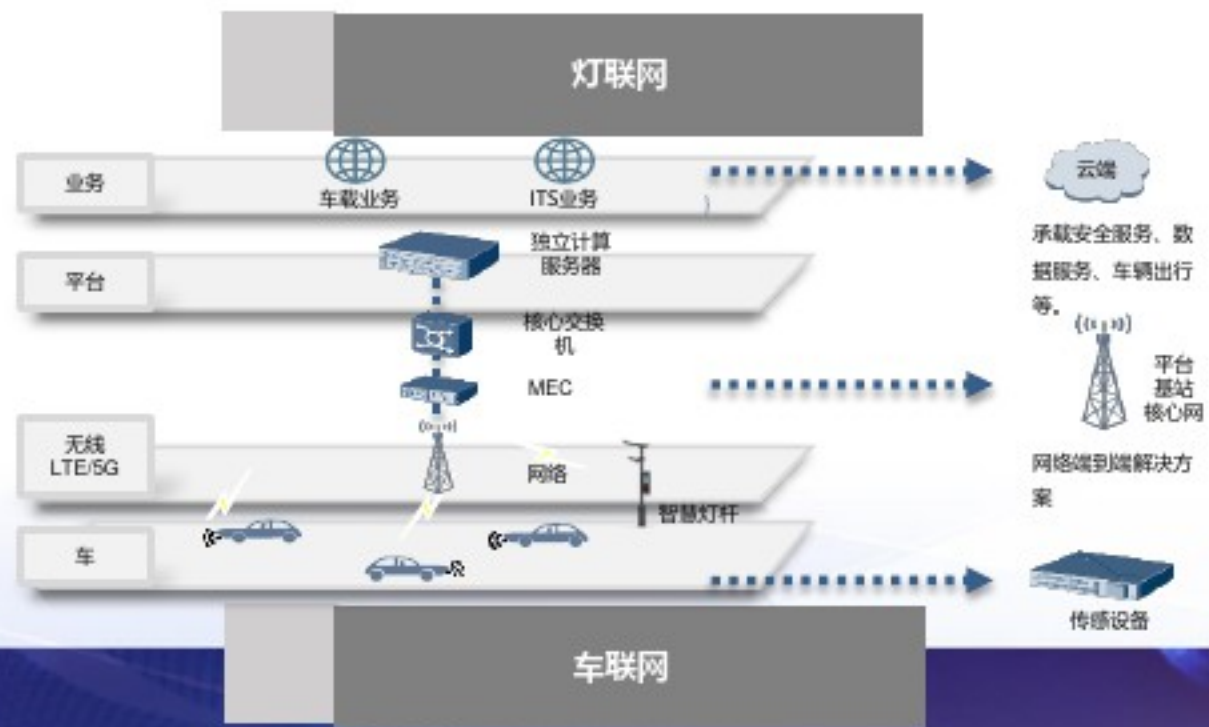 灯联网
业务
车载业务
ITS业务
云端
承载安全服务、数
据服务、车辆出行
等。
平台
独立计算
服务器
核心交换
机
MEC
平台
基站
核心网
无线
LTE/5G
网络
智慧灯杆
网络端到端解决方
案
车
传感设备
车联网